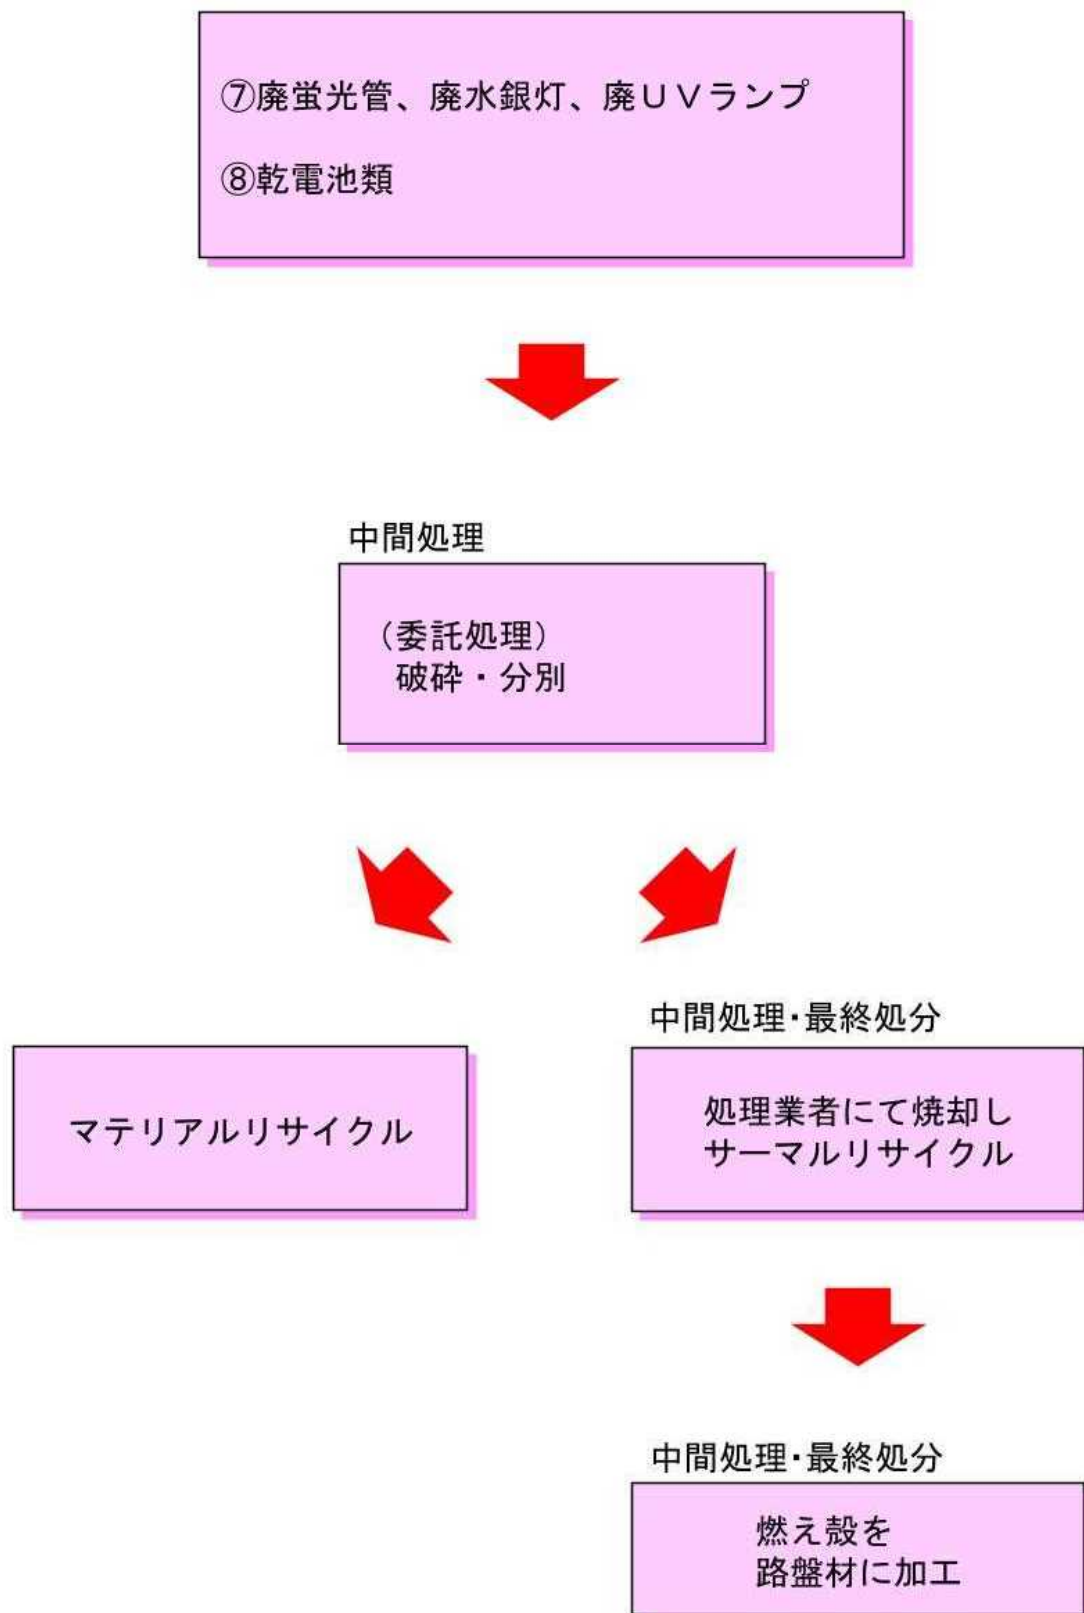 ⑦廃蛍光管、廃水銀灯、廃ＵＶランプ
⑧乾電池類
中間処理
（委託処理）
破砕・分別
マテリアルリサイクル
中間処理・最終処分
処理業者にて焼却し
サーマルリサイクル
中間処理・最終処分
燃え殻を
路盤材に加工